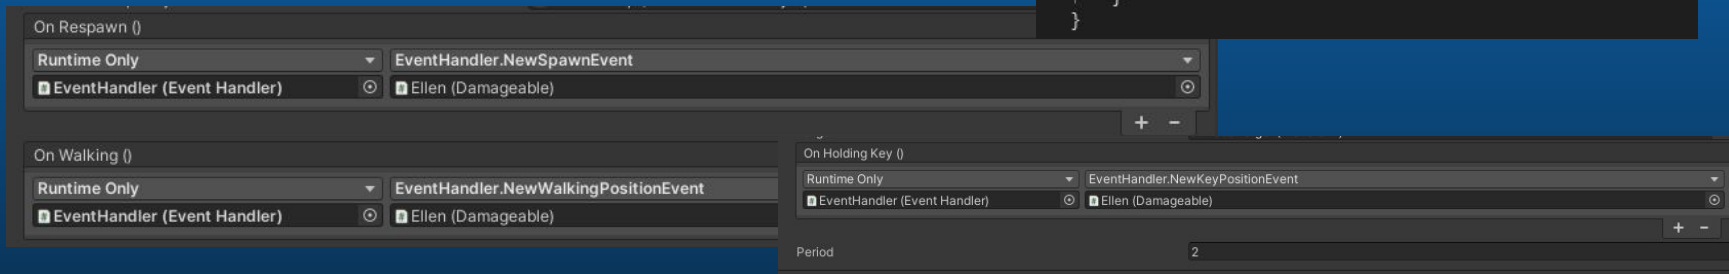 }
}
On Respawn ()
Runtime Only
EventHandler.NewSpawnEvent
EventHandler (Event Handler)
Ellen (Damageable)
+ −
On Walking ()
Runtime Only
EventHandler.NewWalkingPositionEvent
EventHandler (Event Handler)
Ellen (Damageable)
On Holding Key ()
Runtime Only
EventHandler.NewKeyPositionEvent
EventHandler (Event Handler)
Ellen (Damageable)
+ −
Period
2